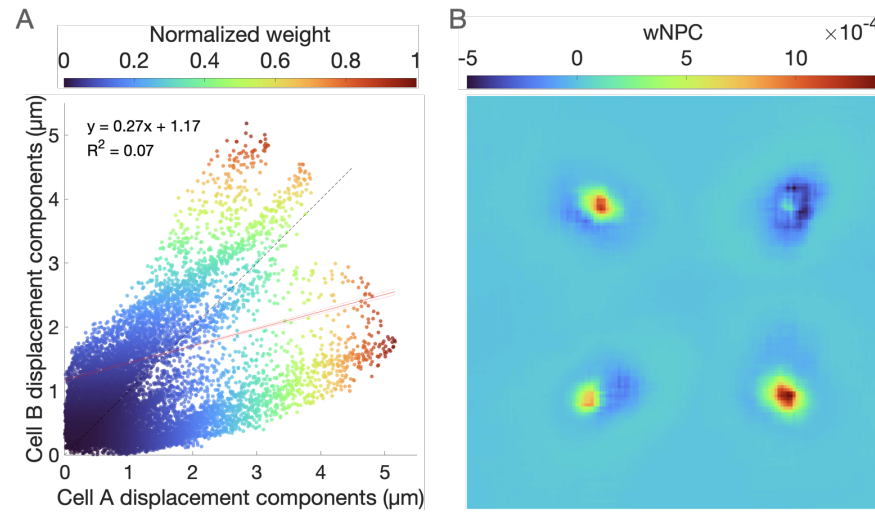 A
Normalized weight
0 0.2 0.4 0.6 0.8 1
y = 0.27x + 1.17
R² = 0.07
Cell B displacement components (μm)
5
4
3
2
1
0
0 1 2 3 4 5
Cell A displacement components (μm)
B
wNPC
×10⁻⁴
-5 0 5 10